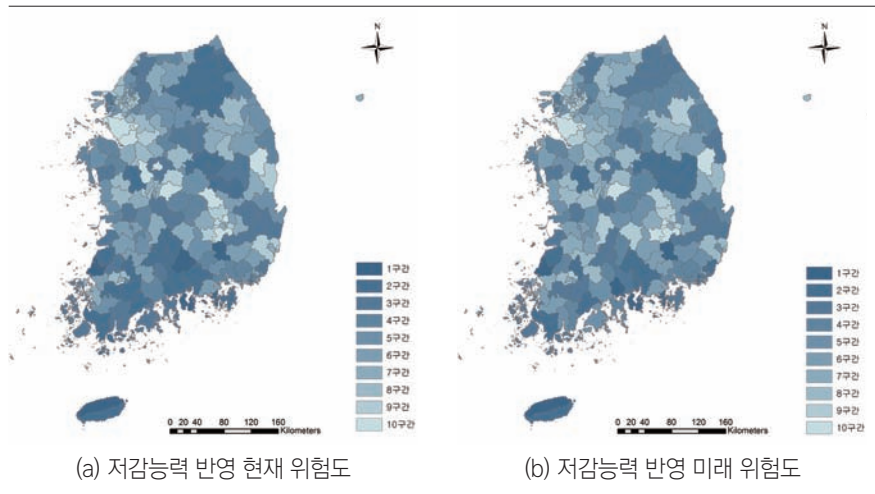 N
1구간
2구간
3구간
4구간
5구간
6구간
7구간
8구간
9구간
10구간
0 20 40 80 120 160
Kilometers
(a) 저감능력 반영 현재 위험도
N
1구간
2구간
3구간
4구간
5구간
6구간
7구간
8구간
9구간
10구간
0 20 40 80 120 160
Kilometers
(b) 저감능력 반영 미래 위험도